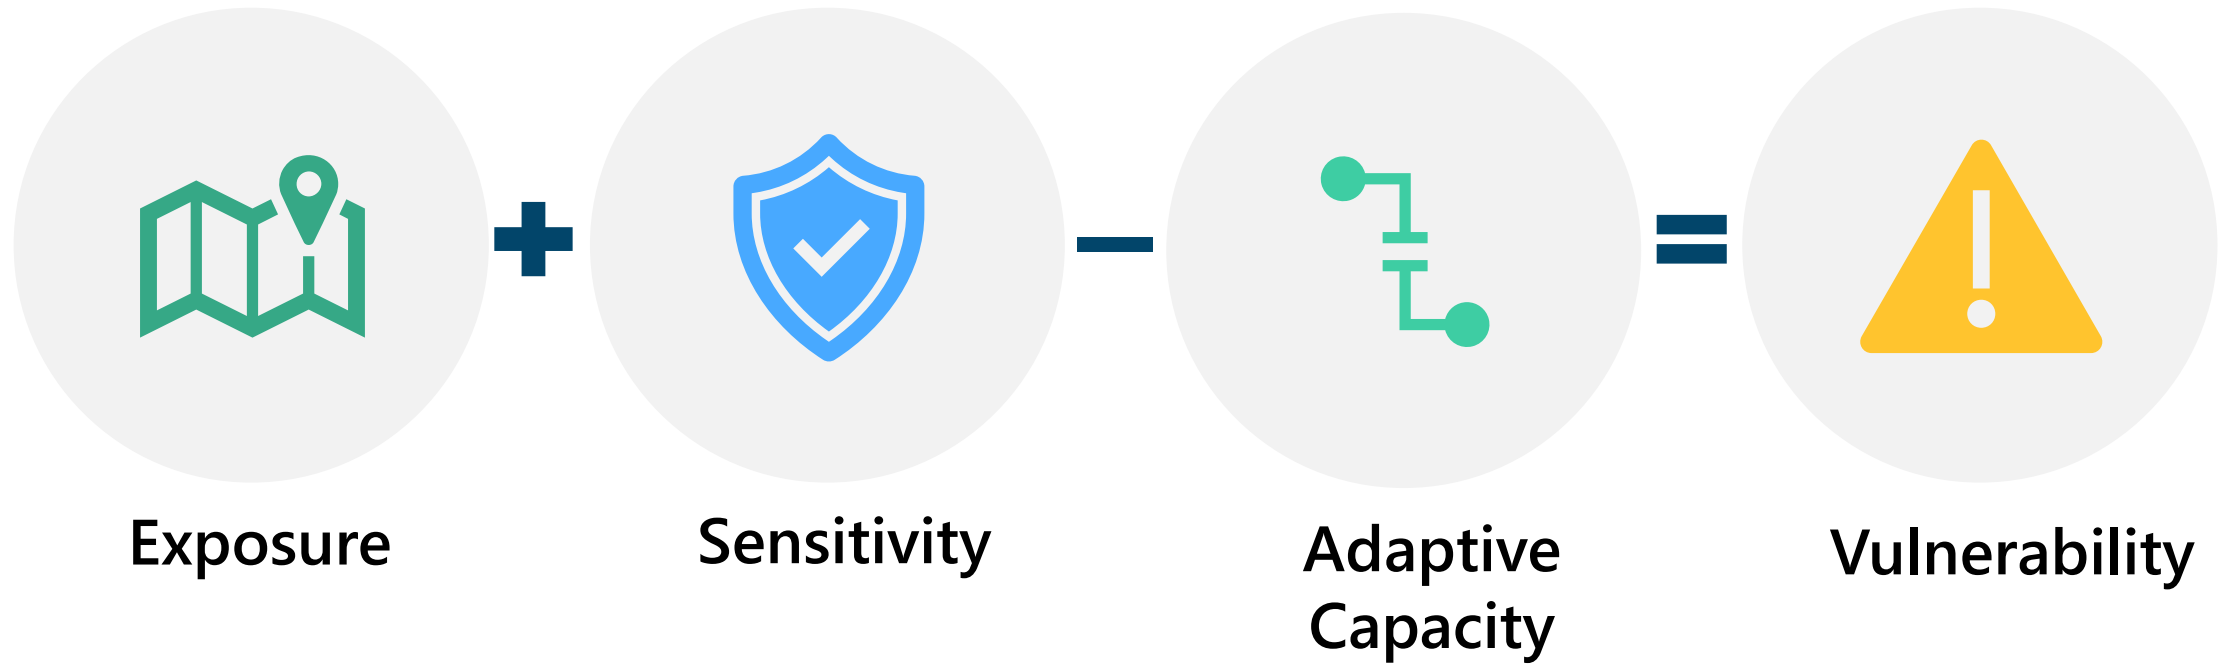 Exposure
Sensitivity
Adaptive
Capacity
Vulnerability